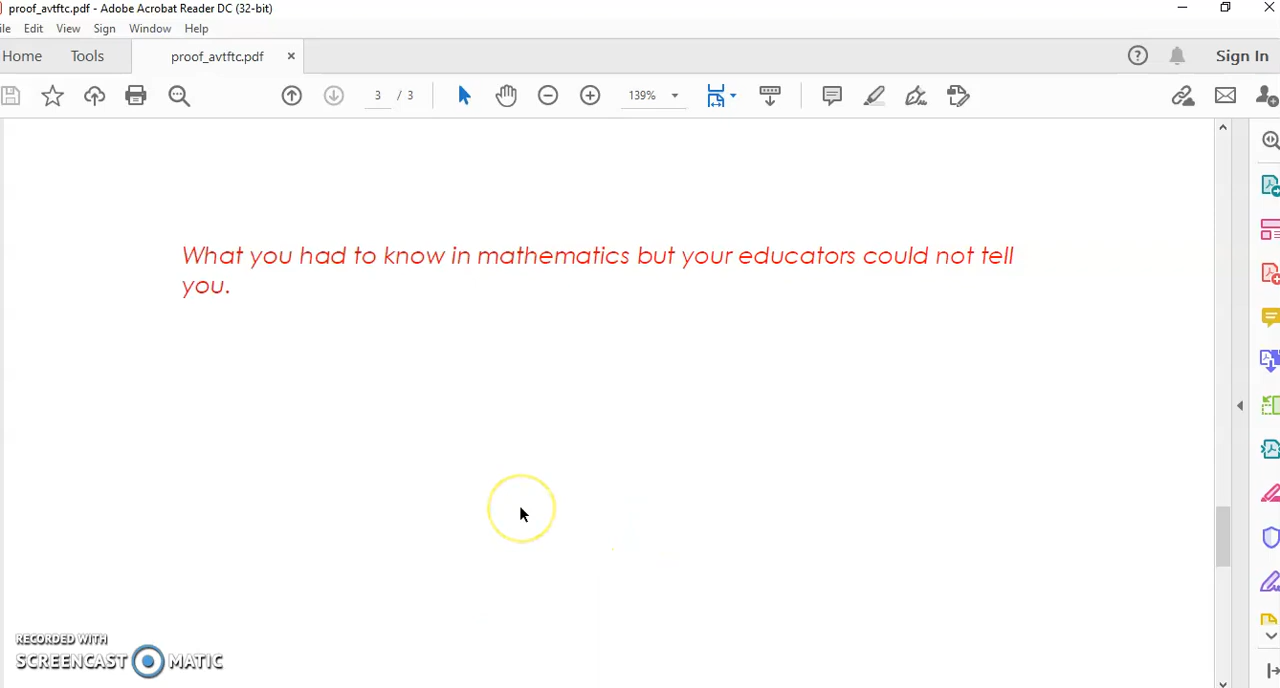 proof_avtftc.pdf - Adobe Acrobat Reader DC (32-bit)
Edit View Sign Window Help
Home Tools proof_avtftc.pdf × Sign In
3 / 3 139%
What you had to know in mathematics but your educators could not tell
you.
RECORDED WITH
SCREENCAST MATIC